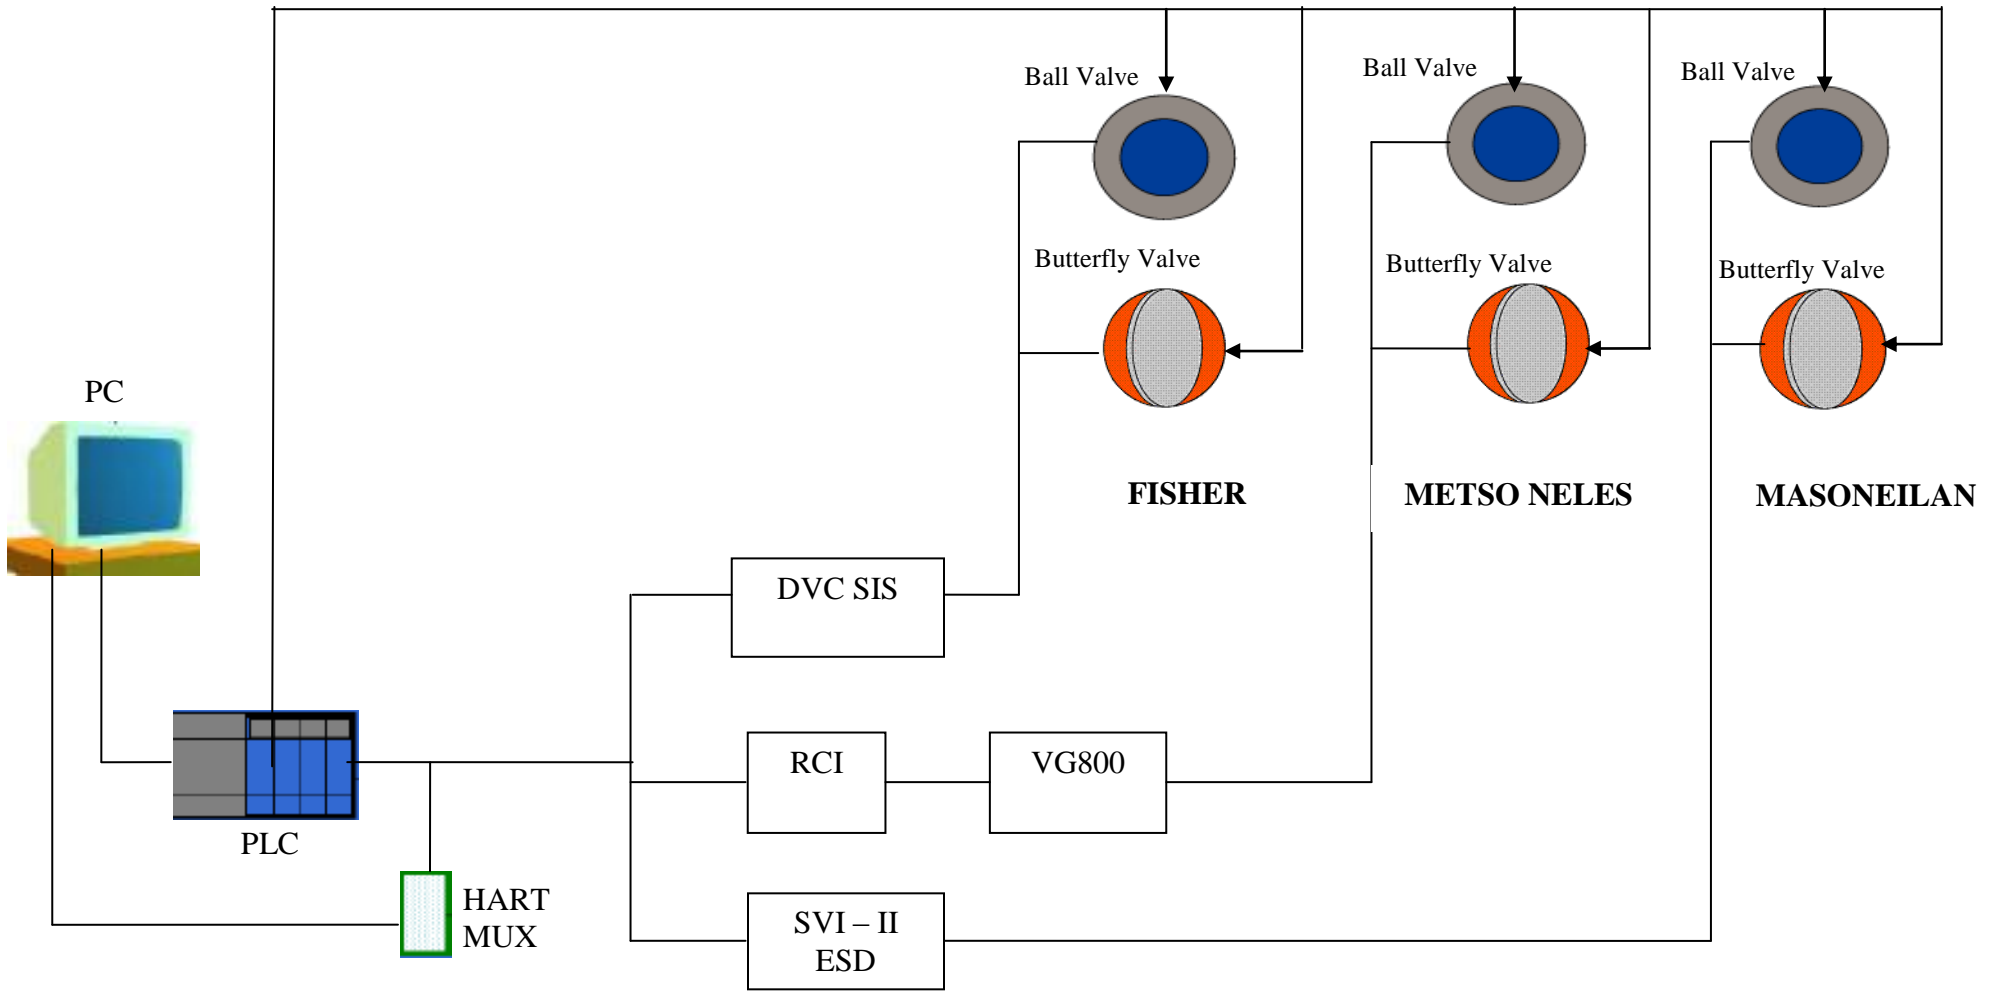 Ball Valve
Ball Valve
Ball Valve
Butterfly Valve
Butterfly Valve
Butterfly Valve
PC
FISHER
METSO NELES
MASONEILAN
DVC SIS
RCI
VG800
PLC
HART
MUX
SVI – II
ESD